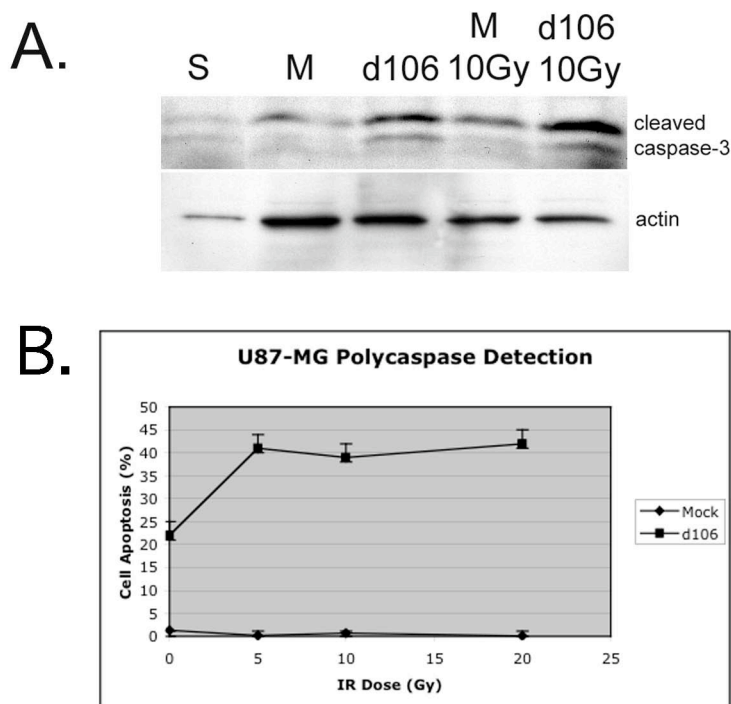 A.
S M d106 M 10Gy d106 10Gy
cleaved
caspase-3
actin
B.
U87-MG Polycaspase Detection
Cell Apoptosis (%)
50
45
40
35
30
25
20
15
10
5
0
0 5 10 15 20 25
IR Dose (Gy)
Mock
d106